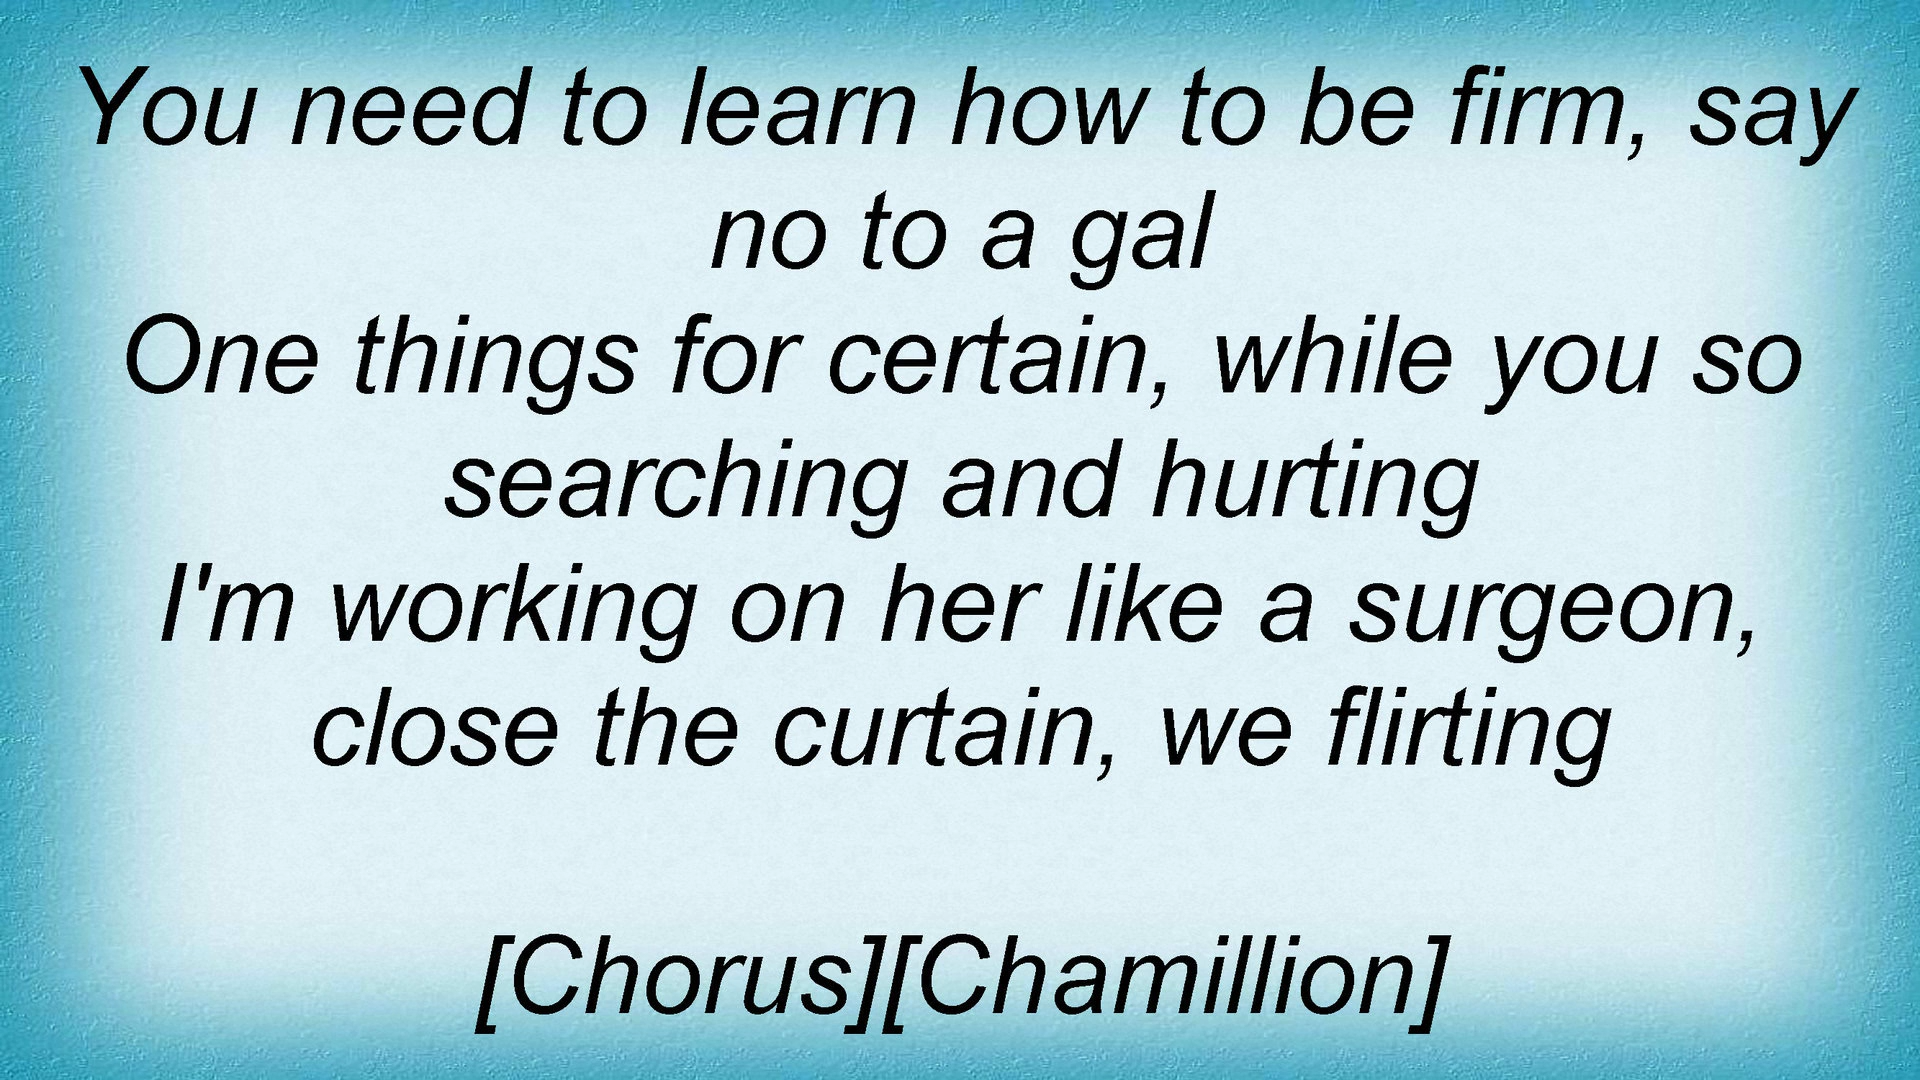 You need to learn how to be firm, say
no to a gal
One things for certain, while you so
searching and hurting
I'm working on her like a surgeon,
close the curtain, we flirting
[Chorus][Chamillion]